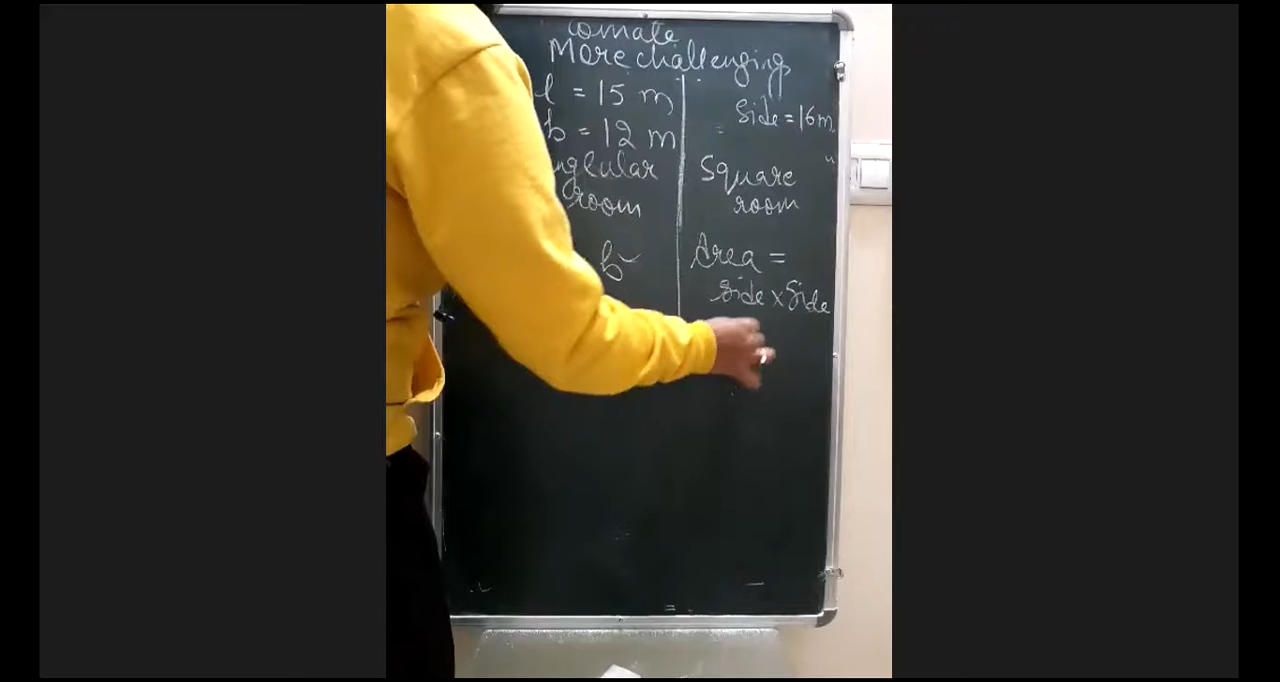 More challenging
l = 15 m
b = 12 m
room
b
Side = 16 m
Square
room
Area =
Side x Side